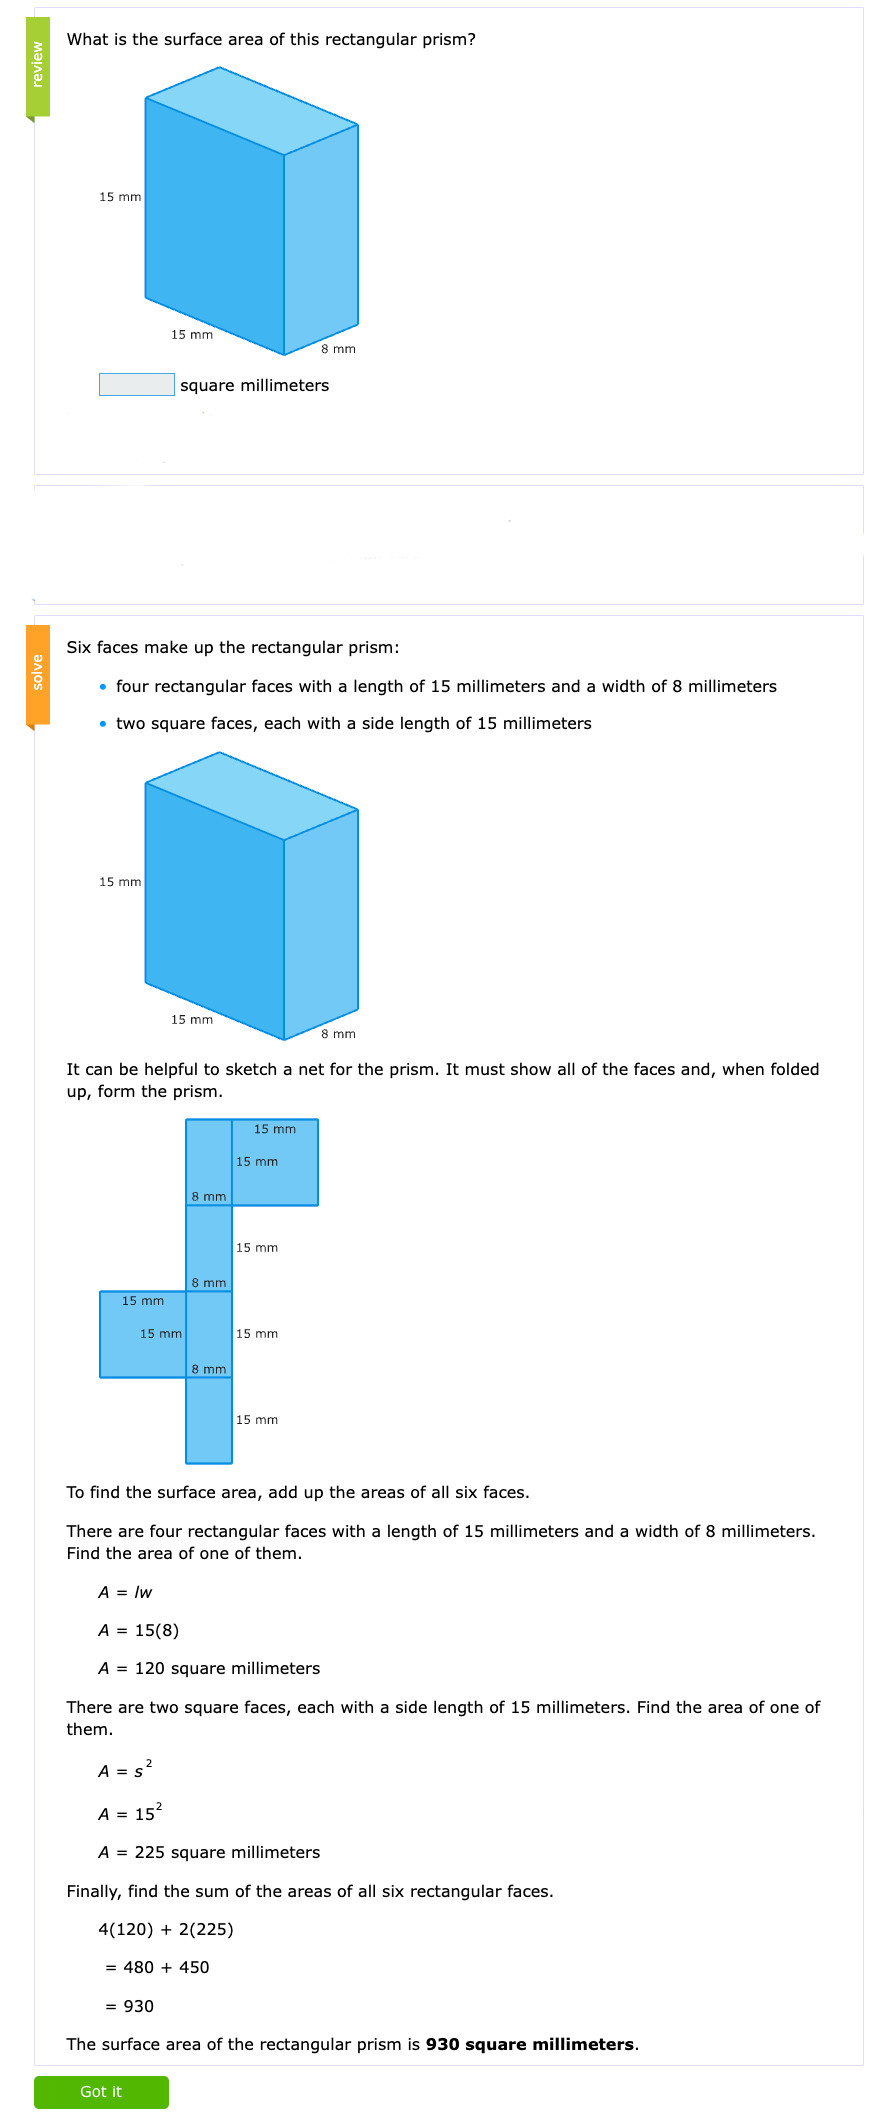 review
What is the surface area of this rectangular prism?
15 mm
15 mm
8 mm
square millimeters
solve
Six faces make up the rectangular prism:
• four rectangular faces with a length of 15 millimeters and a width of 8 millimeters
• two square faces, each with a side length of 15 millimeters
15 mm
15 mm
8 mm
It can be helpful to sketch a net for the prism. It must show all of the faces and, when folded
up, form the prism.
15 mm
15 mm
8 mm
15 mm
8 mm
15 mm
15 mm
15 mm
8 mm
15 mm
To find the surface area, add up the areas of all six faces.
There are four rectangular faces with a length of 15 millimeters and a width of 8 millimeters.
Find the area of one of them.
A = lw
A = 15(8)
A = 120 square millimeters
There are two square faces, each with a side length of 15 millimeters. Find the area of one of
them.
A = s²
A = 15²
A = 225 square millimeters
Finally, find the sum of the areas of all six rectangular faces.
4(120) + 2(225)
= 480 + 450
= 930
The surface area of the rectangular prism is 930 square millimeters.
Got it